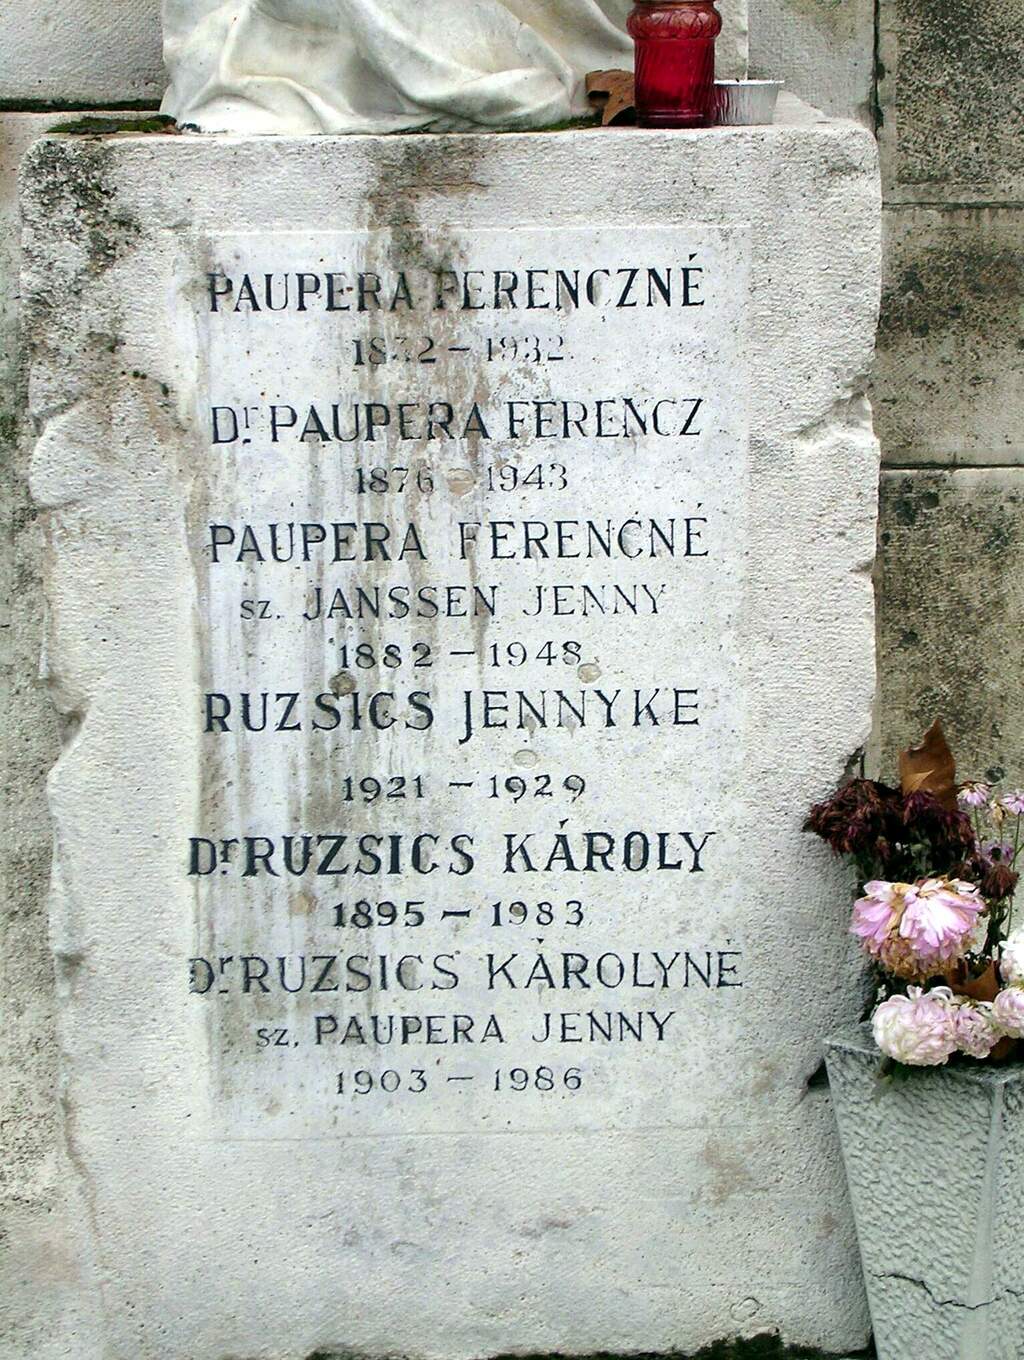 PAUPERA FERENCZNÉ
– 1932
Dr. PAUPERA FERENCZ
1876 – 1943
PAUPERA FERENCNÉ
SZ. JANSSEN JENNY
1882 – 1948
RUZSICS JENNYKE
1921 – 1929
Dr. RUZSICS KÁROLY
1895 – 1983
Dr. RUZSICS KÁROLYNÉ
SZ. PAUPERA JENNY
1903 – 1986